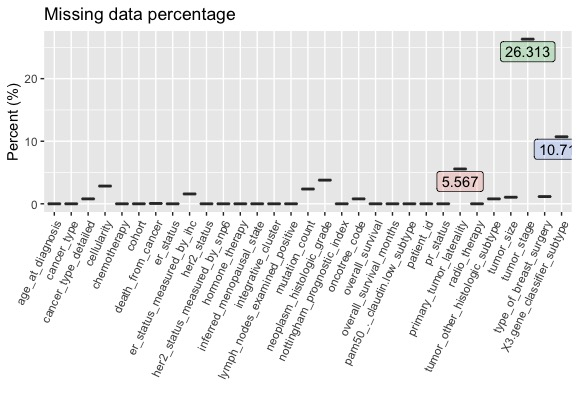 Missing data percentage
Percent (%)
20
10
0
26.313
10.71
5.567
age_at_diagnosis
cancer_type
cancer_type_detailed
cellularity
chemotherapy
cohort
death_from_cancer
er_status
er_status_measured_by_ihc
her2_status
her2_status_measured_by_snp6
hormone_therapy
inferred_menopausal_state
integrative_cluster
lymph_nodes_examined_positive
mutation_count
neoplasm_histologic_grade
nottingham_prognostic_index
oncotree_code
overall_survival
overall_survival_months
pam50_._claudin.low_subtype
patient_id
pr_status
primary_tumor_laterality
radio_therapy
tumor_other_histologic_subtype
tumor_size
tumor_stage
type_of_breast_surgery
X3.gene_classifier_subtype